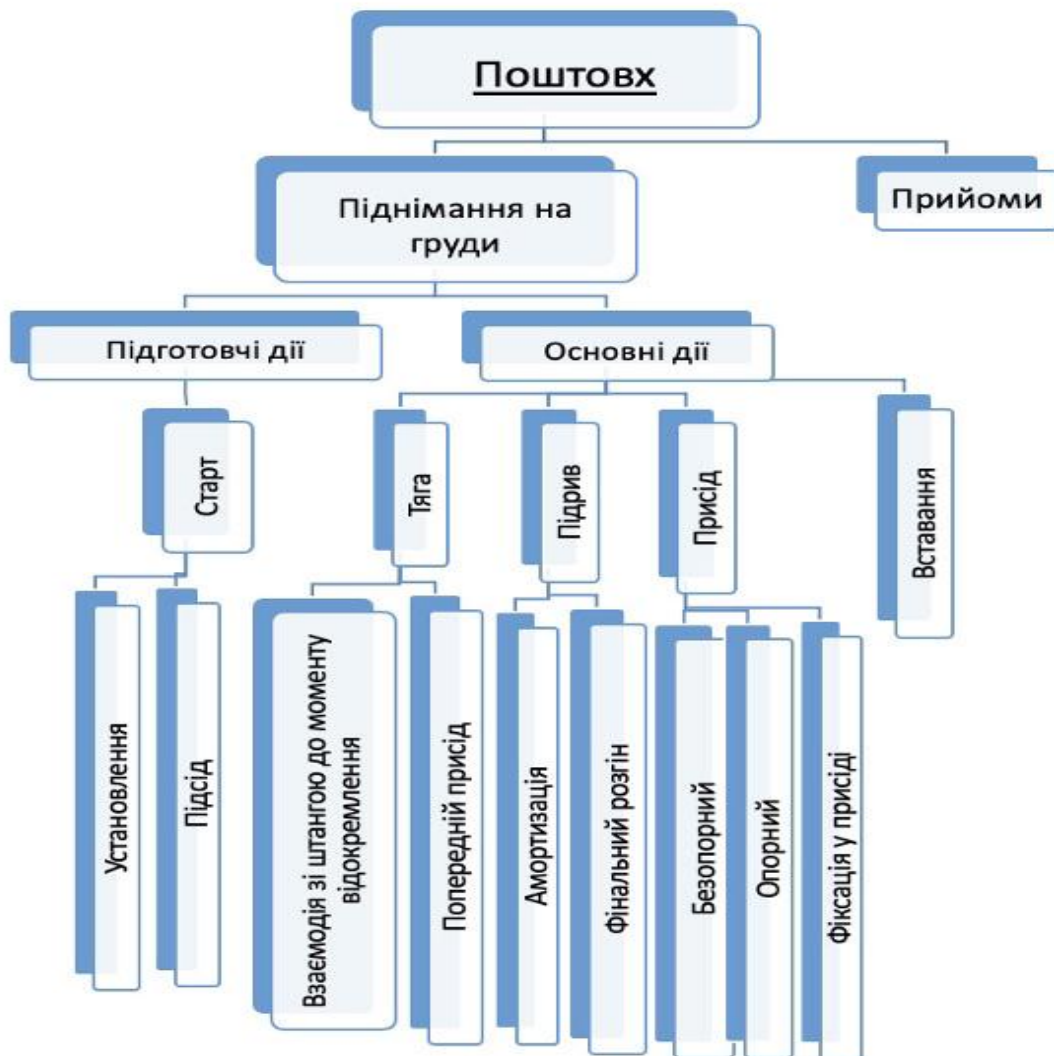 Поштовх
Піднімання на
груди
Прийоми
Підготовчі дії
Основні дії
Старт
Тяга
Підрив
Присід
Вставання
Установлення
Підсід
Взаємодія зі штангою до моменту
відокремлення
Попередній присід
Амортизація
Фінальний розгін
Безопорний
Опорний
Фіксація у присіді